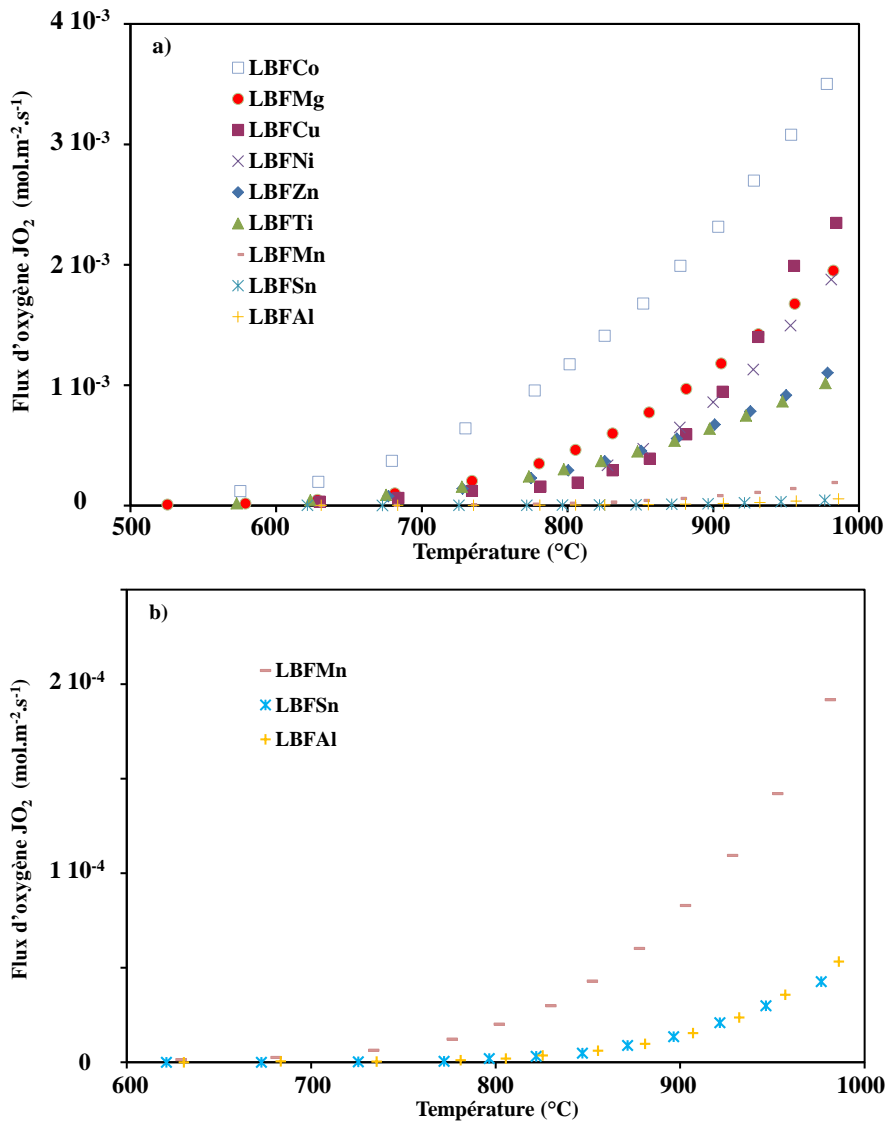 4 10⁻³
a)
LBFCo
LBFMg
LBFCu
LBFNi
LBFZn
LBFTi
LBFMn
LBFSn
LBFAl
3 10⁻³
2 10⁻³
1 10⁻³
0
Flux d'oxygène JO₂ (mol.m⁻².s⁻¹)
500 600 700 800 900 1000
Température (°C)
b)
LBFMn
LBFSn
LBFAl
2 10⁻⁴
1 10⁻⁴
0
Flux d'oxygène JO₂ (mol.m⁻².s⁻¹)
600 700 800 900 1000
Température (°C)